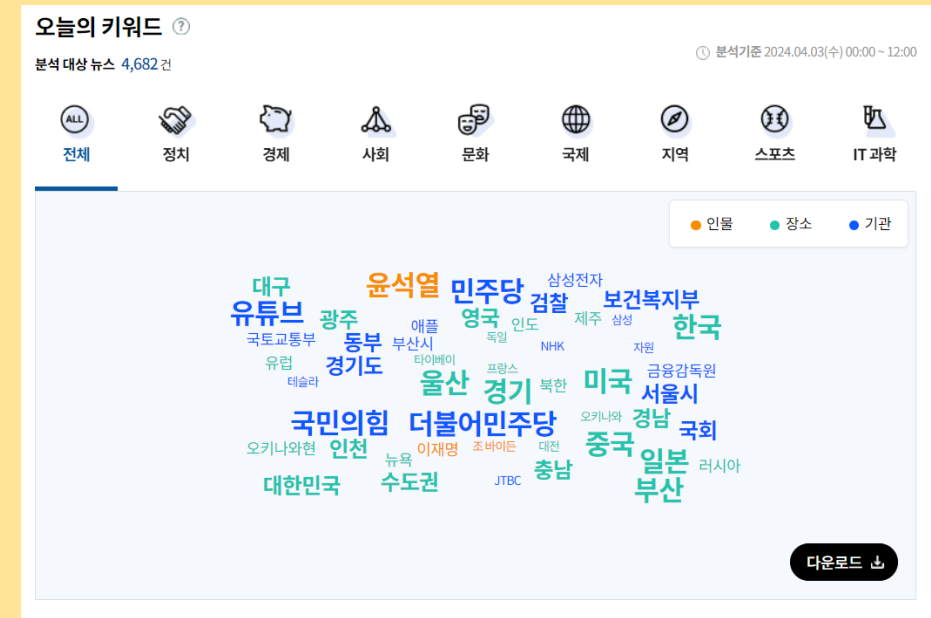 오늘의 키워드 ?
분석 대상 뉴스 4,682 건
분석기준 2024.04.03(수) 00:00 ~ 12:00
ALL
전체 정치 경제 사회 문화 국제 지역 스포츠 IT 과학
인물 장소 기관
대구 윤석열 민주당 삼성전자
유튜브 검찰 보건복지부
광주 애플 영국 인도 제주 삼성 한국
국토교통부 동부 부산시 독일 NHK 자원
유럽 경기도 타이베이 프랑스 금융감독원
테슬라 울산 경기 북한 미국 서울시
국민의힘 더불어민주당 오키나와 경남 국회
오키나와현 인천 이재명 조 바이든 대전 중국
뉴욕 충남 일본 러시아
대한민국 수도권 JTBC 부산
다운로드